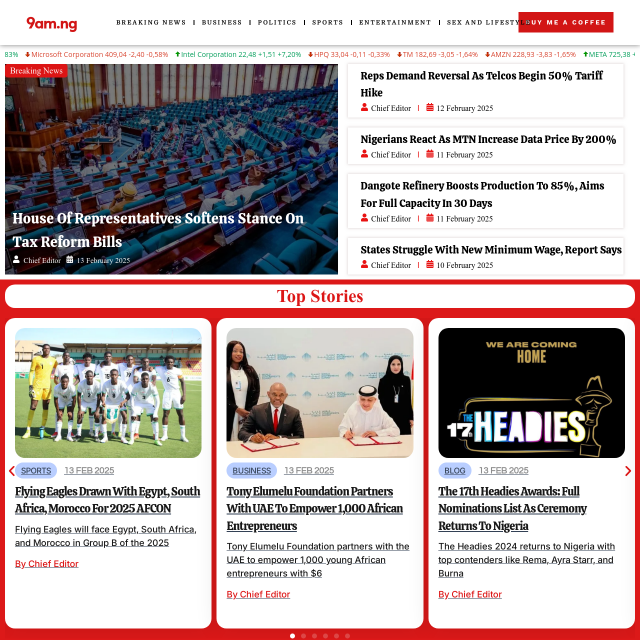 9am.ng
BREAKING NEWS | BUSINESS | POLITICS | SPORTS | ENTERTAINMENT | SEX AND LIFESTYLE
BUY ME A COFFEE
83% Microsoft Corporation 409,04 -2,40 -0,58% Intel Corporation 22,48 +1,51 +7,20% HPQ 33,04 -0,11 -0,33% TM 182,69 -3,05 -1,64% AMZN 228,93 -3,83 -1,65% META 725,38 +
Breaking News
House Of Representatives Softens Stance On
Tax Reform Bills
Chief Editor 13 February 2025
Reps Demand Reversal As Telcos Begin 50% Tariff
Hike
Chief Editor | 12 February 2025
Nigerians React As MTN Increase Data Price By 200%
Chief Editor | 11 February 2025
Dangote Refinery Boosts Production To 85%, Aims
For Full Capacity In 30 Days
Chief Editor | 11 February 2025
States Struggle With New Minimum Wage, Report Says
Chief Editor | 10 February 2025
Top Stories
SPORTS 13 FEB 2025
Flying Eagles Drawn With Egypt, South
Africa, Morocco For 2025 AFCON
Flying Eagles will face Egypt, South Africa,
and Morocco in Group B of the 2025
By Chief Editor
BUSINESS 13 FEB 2025
Tony Elumelu Foundation Partners
With UAE To Empower 1,000 African
Entrepreneurs
Tony Elumelu Foundation partners with the
UAE to empower 1,000 young African
entrepreneurs with $6
By Chief Editor
WE ARE COMING
HOME
THE
17th HEADIES
BLOG 13 FEB 2025
The 17th Headies Awards: Full
Nominations List As Ceremony
Returns To Nigeria
The Headies 2024 returns to Nigeria with
top contenders like Rema, Ayra Starr, and
Burna
By Chief Editor